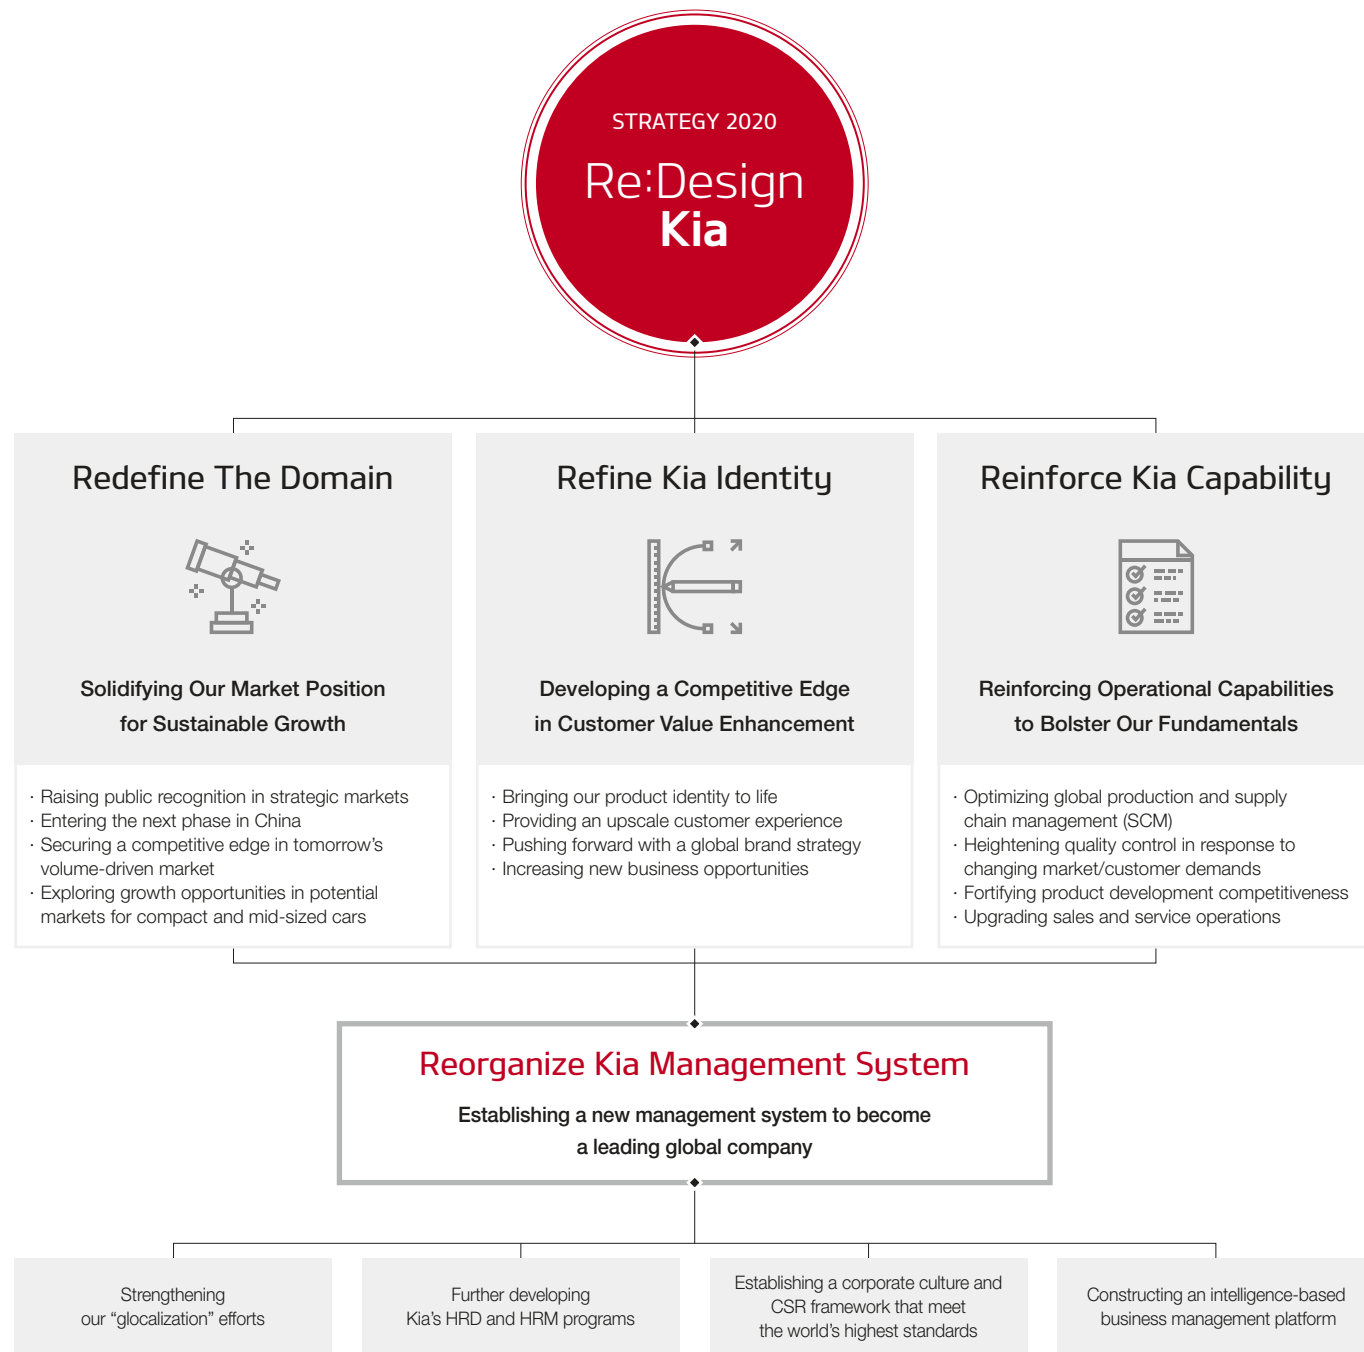 STRATEGY 2020
Re:Design
Kia
Redefine The Domain
Solidifying Our Market Position
for Sustainable Growth
· Raising public recognition in strategic markets
· Entering the next phase in China
· Securing a competitive edge in tomorrow’s
volume-driven market
· Exploring growth opportunities in potential
markets for compact and mid-sized cars
Refine Kia Identity
Developing a Competitive Edge
in Customer Value Enhancement
· Bringing our product identity to life
· Providing an upscale customer experience
· Pushing forward with a global brand strategy
· Increasing new business opportunities
Reinforce Kia Capability
Reinforcing Operational Capabilities
to Bolster Our Fundamentals
· Optimizing global production and supply
chain management (SCM)
· Heightening quality control in response to
changing market/customer demands
· Fortifying product development competitiveness
· Upgrading sales and service operations
Reorganize Kia Management System
Establishing a new management system to become
a leading global company
Strengthening
our “glocalization” efforts
Further developing
Kia’s HRD and HRM programs
Establishing a corporate culture and
CSR framework that meet
the world’s highest standards
Constructing an intelligence-based
business management platform